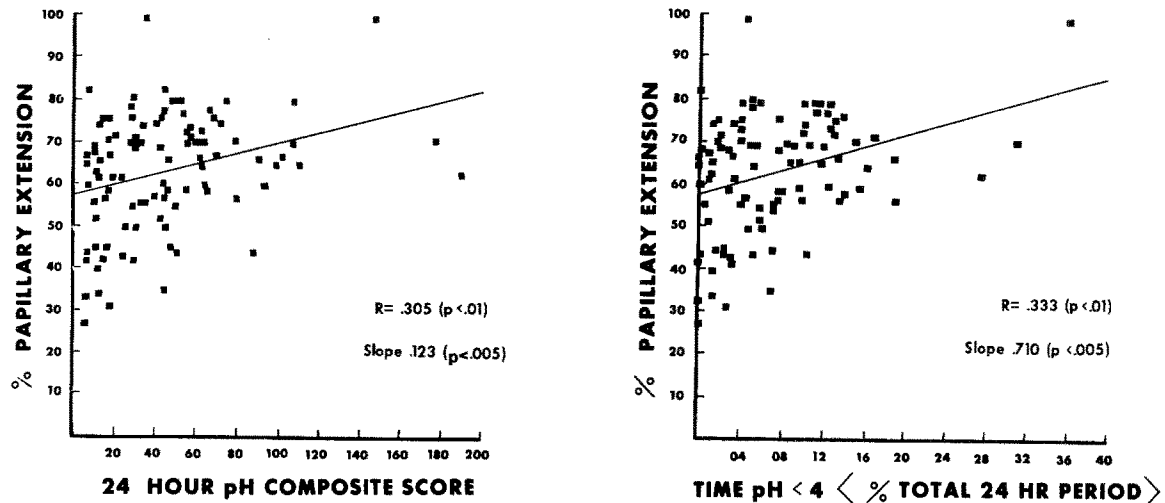 100
90
80
70
60
50
40
30
20
10
% PAPILLARY EXTENSION
R= .305 (p <.01)
Slope .123 (p<.005)
20 40 60 80 100 120 140 160 180 200
24 HOUR pH COMPOSITE SCORE
100
90
80
70
60
50
40
30
20
10
% PAPILLARY EXTENSION
R= .333 (p <.01)
Slope .710 (p <.005)
04 08 12 16 20 24 28 32 36 40
TIME pH < 4 < % TOTAL 24 HR PERIOD >